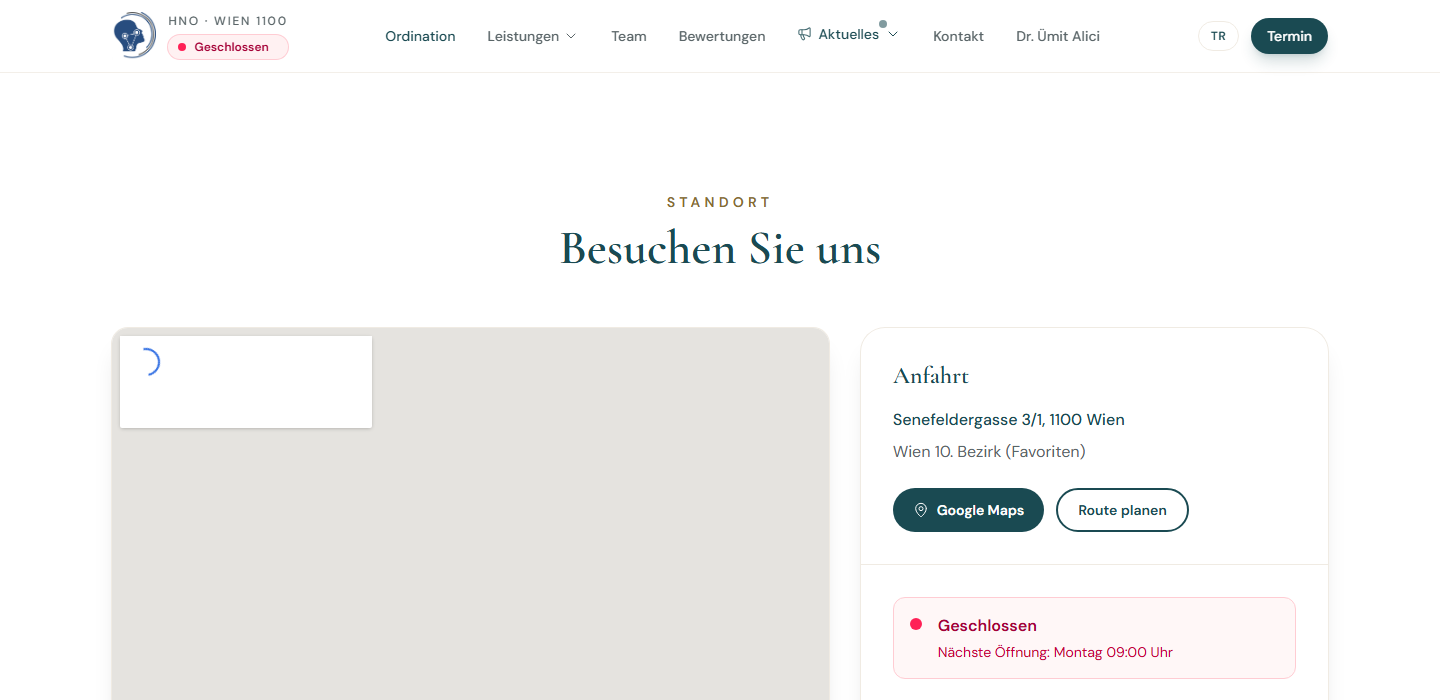 HNO · WIEN 1100
Geschlossen
Ordination
Leistungen
Team
Bewertungen
Aktuelles
Kontakt
Dr. Ümit Alici
TR
Termin
STANDORT
Besuchen Sie uns
Anfahrt
Senefeldergasse 3/1, 1100 Wien
Wien 10. Bezirk (Favoriten)
Google Maps
Route planen
Geschlossen
Nächste Öffnung: Montag 09:00 Uhr